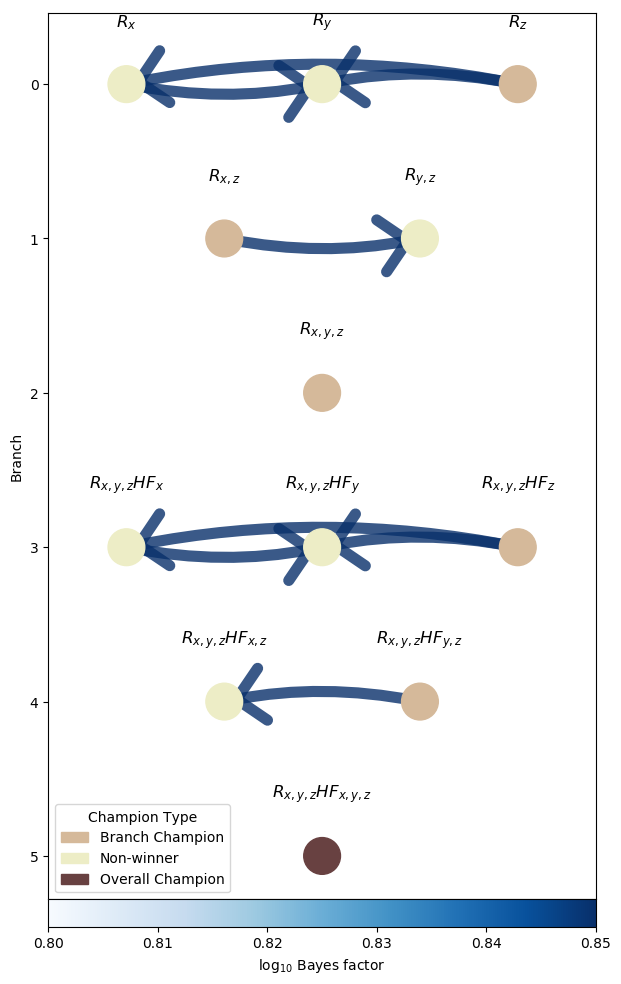 R_x R_y R_z
0
R_{x,z} R_{y,z}
1
R_{x,y,z}
2
Branch
R_{x,y,z}HF_x R_{x,y,z}HF_y R_{x,y,z}HF_z
3
R_{x,y,z}HF_{x,z} R_{x,y,z}HF_{y,z}
4
R_{x,y,z}HF_{x,y,z}
Champion Type
Branch Champion
Non-winner
Overall Champion
5
0.80 0.81 0.82 0.83 0.84 0.85
log_{10} Bayes factor